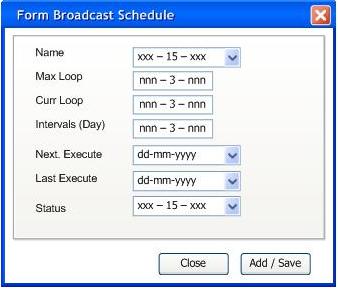 Form Broadcast Schedule
Name xxx – 15 – xxx
Max Loop nnn – 3 – nnn
Curr Loop nnn – 3 – nnn
Intervals (Day) nnn – 3 – nnn
Next. Execute dd-mm-yyyy
Last Execute dd-mm-yyyy
Status xxx – 15 – xxx
Close Add / Save